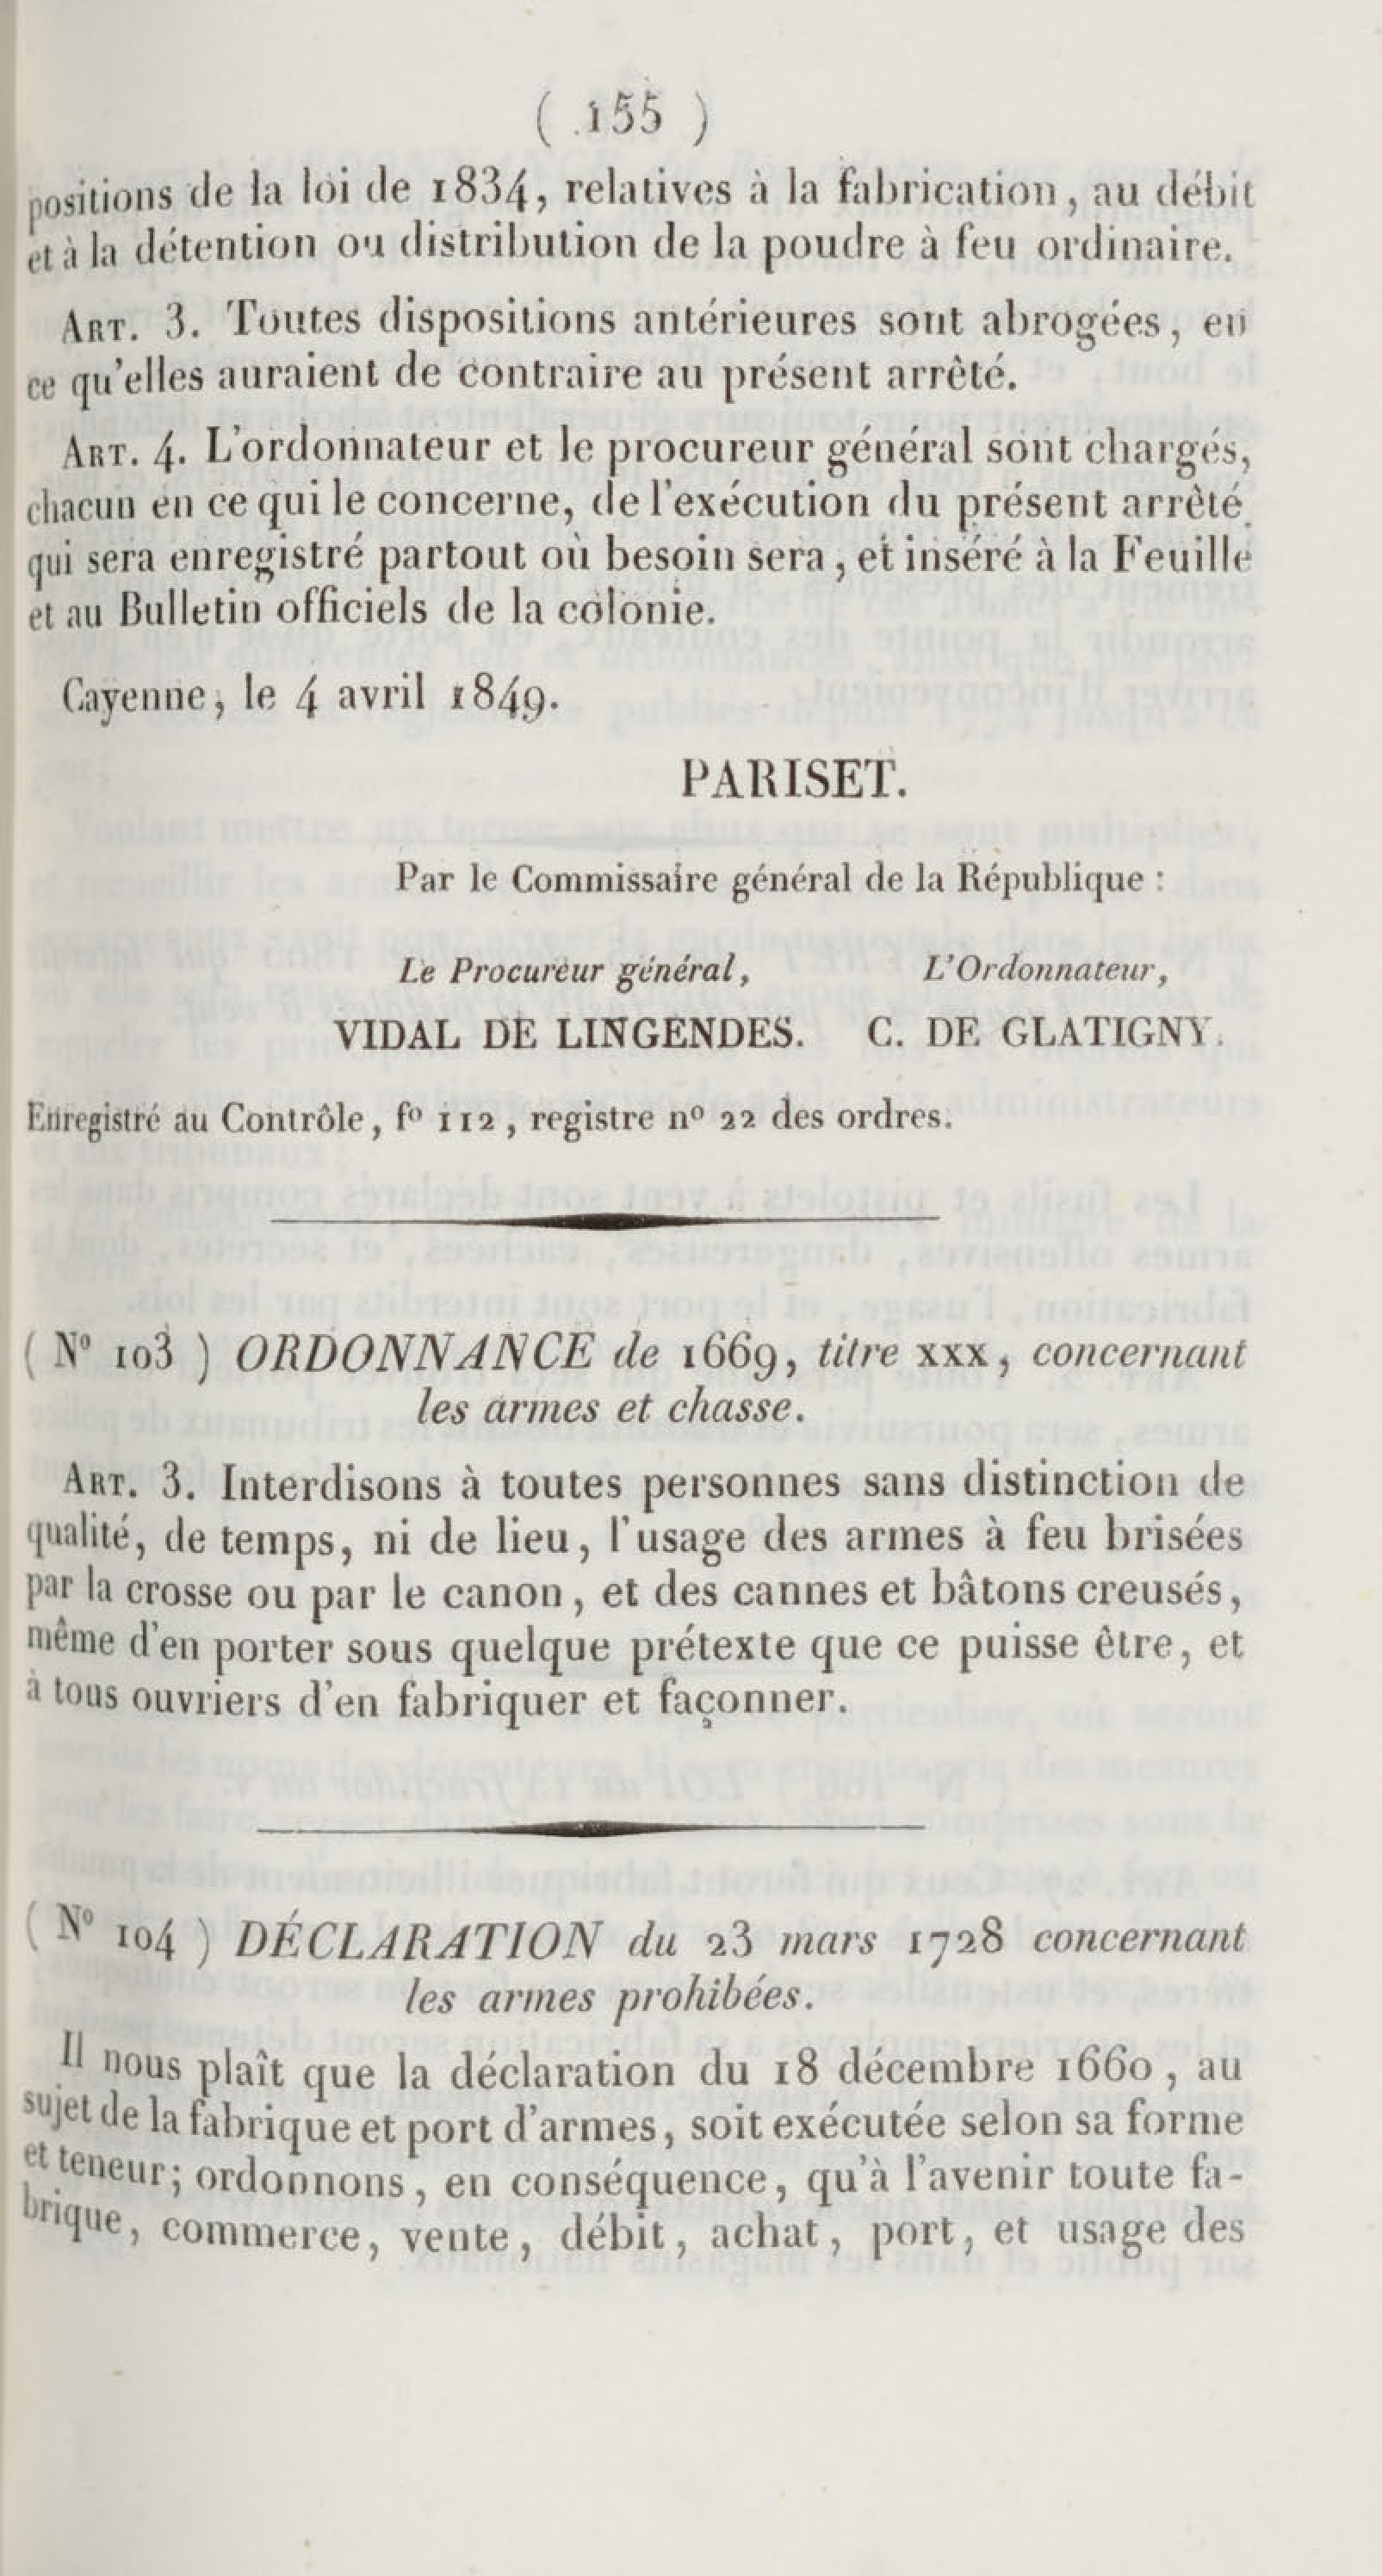 ( 155 )
positions de la loi de 1834, relatives à la fabrication, au débit
et à la détention ou distribution de la poudre à feu ordinaire.
ART. 3. Toutes dispositions antérieures sont abrogées, en
ce qu'elles auraient de contraire au présent arrêté.
ART. 4. L'ordonnateur et le procureur général sont chargés,
chacun en ce qui le concerne, de l'exécution du présent arrêté
qui sera enregistré partout où besoin sera, et inséré à la Feuille
et au Bulletin officiels de la colonie.
Cayenne, le 4 avril 1849.
PARISET.
Par le Commissaire général de la République :
Le Procureur général, L'Ordonnateur,
VIDAL DE LINGENDES. C. DE GLATIGNY.
Enregistré au Contrôle, fº 112, registre nº 22 des ordres.
( Nº 103 ) ORDONNANCE de 1669, titre XXX, concernant
les armes et chasse.
ART. 3. Interdisons à toutes personnes sans distinction de
qualité, de temps, ni de lieu, l'usage des armes à feu brisées
par la crosse ou par le canon, et des cannes et bâtons creusés,
même d'en porter sous quelque prétexte que ce puisse être, et
à tous ouvriers d'en fabriquer et façonner.
( Nº 104 ) DÉCLARATION du 23 mars 1728 concernant
les armes prohibées.
Il nous plaît que la déclaration du 18 décembre 1660, au
sujet de la fabrique et port d'armes, soit exécutée selon sa forme
et teneur; ordonnons, en conséquence, qu'à l'avenir toute fa-
brique, commerce, vente, débit, achat, port, et usage des